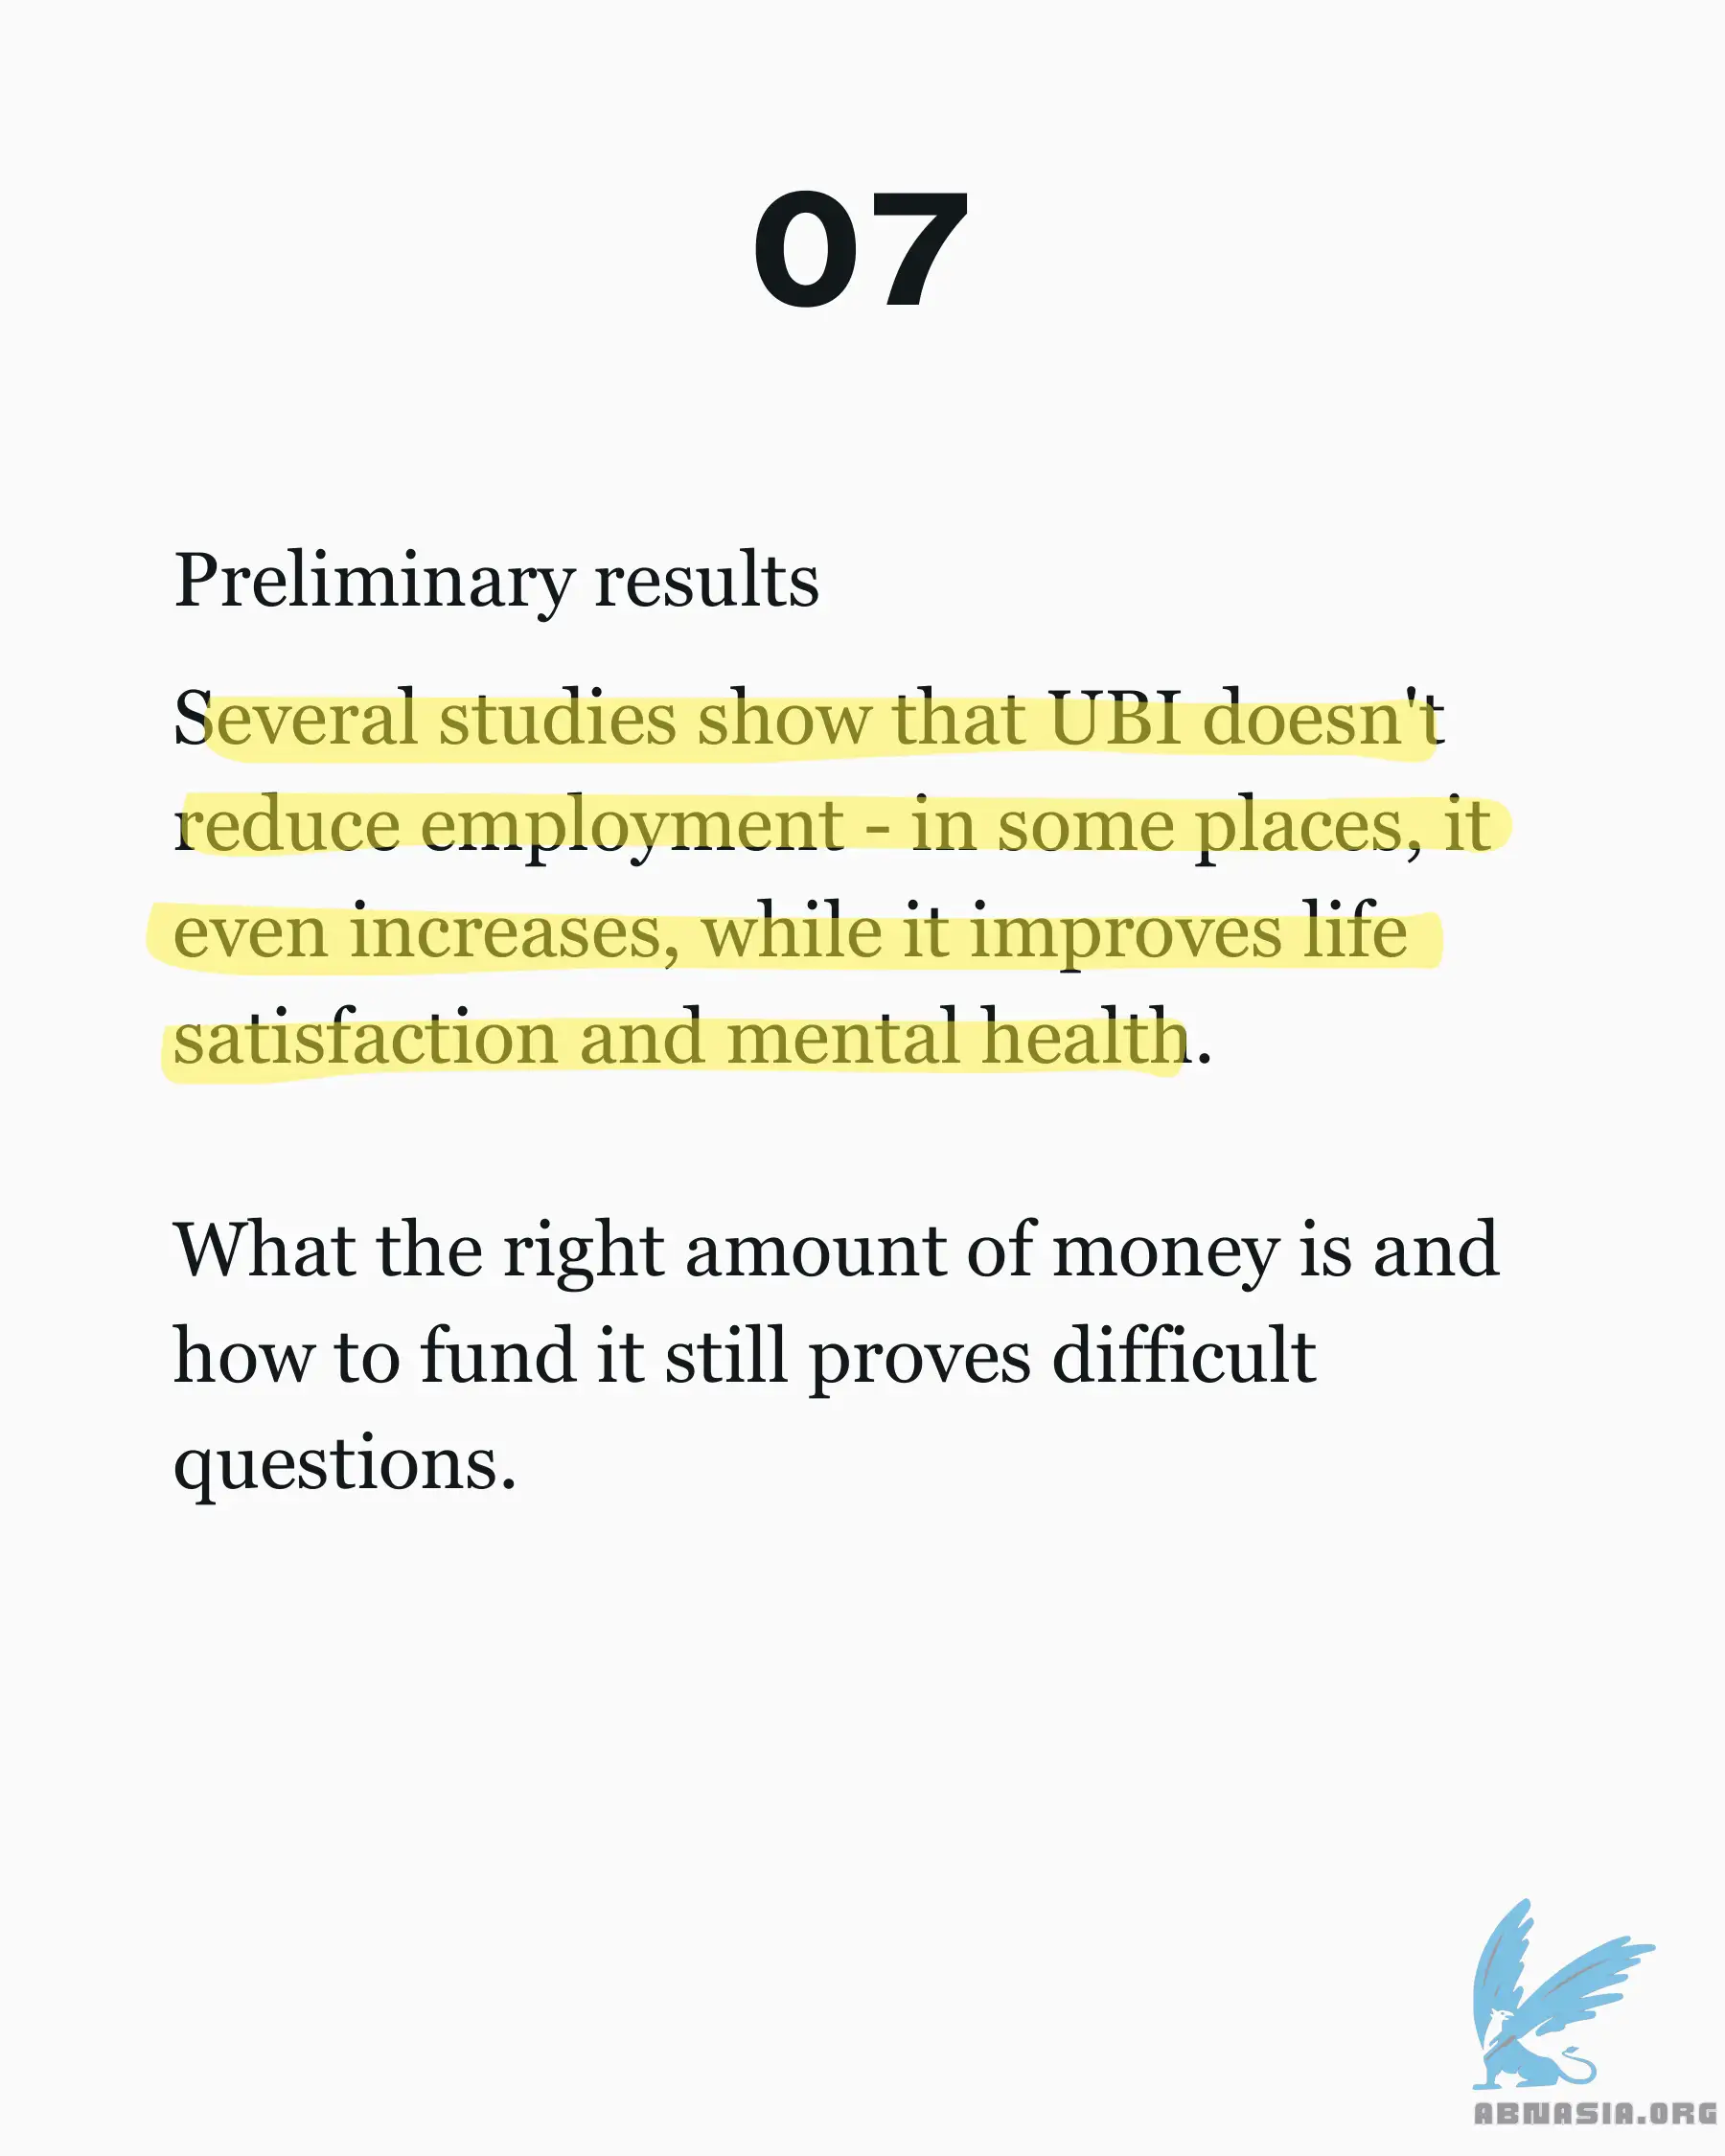 07
Preliminary results
Several studies show that UBI doesn't
reduce employment - in some places, it
even increases, while it improves life
satisfaction and mental health.
What the right amount of money is and
how to fund it still proves difficult
questions.
ABNASIA.ORG